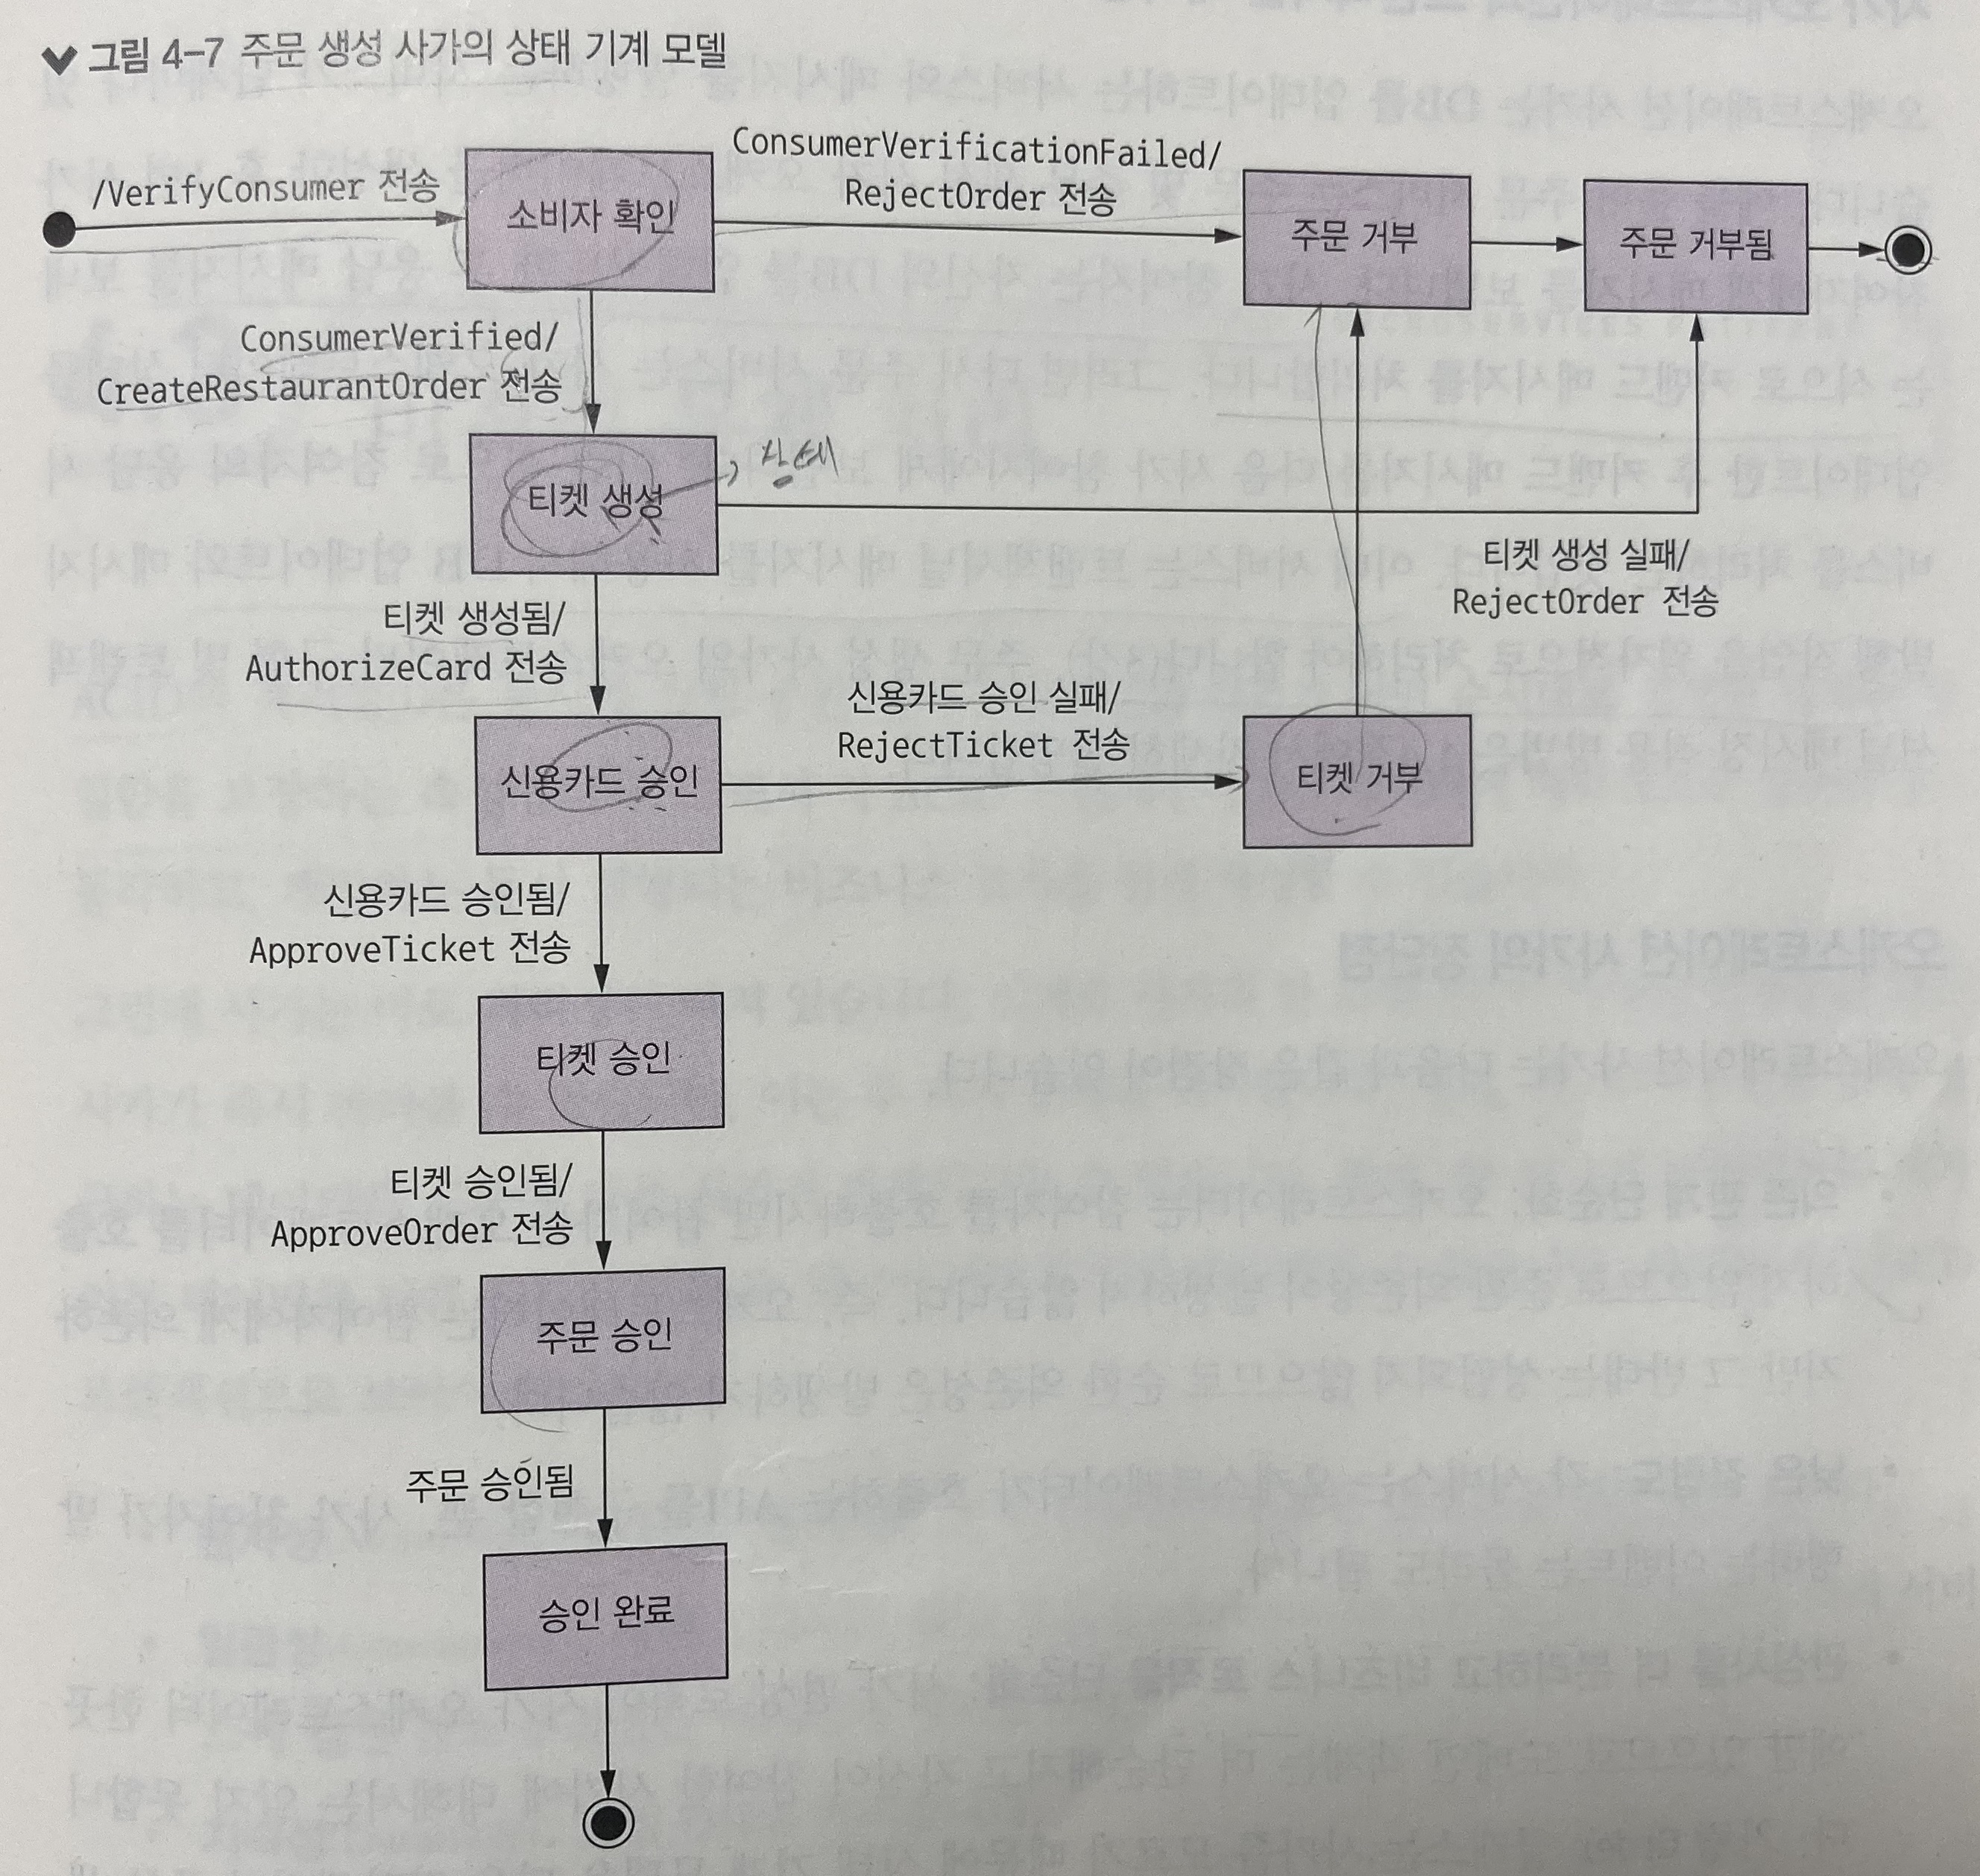 그림 4-7 주문 생성 사가의 상태 기계 모델
/VerifyConsumer 전송
소비자 확인
ConsumerVerificationFailed/
RejectOrder 전송
주문 거부
주문 거부됨
ConsumerVerified/
CreateRestaurantOrder 전송
티켓 생성
상태
티켓 생성 실패/
RejectOrder 전송
티켓 생성됨/
AuthorizeCard 전송
신용카드 승인
신용카드 승인 실패/
RejectTicket 전송
티켓 거부
신용카드 승인됨/
ApproveTicket 전송
티켓 승인
티켓 승인됨/
ApproveOrder 전송
주문 승인
주문 승인됨
승인 완료